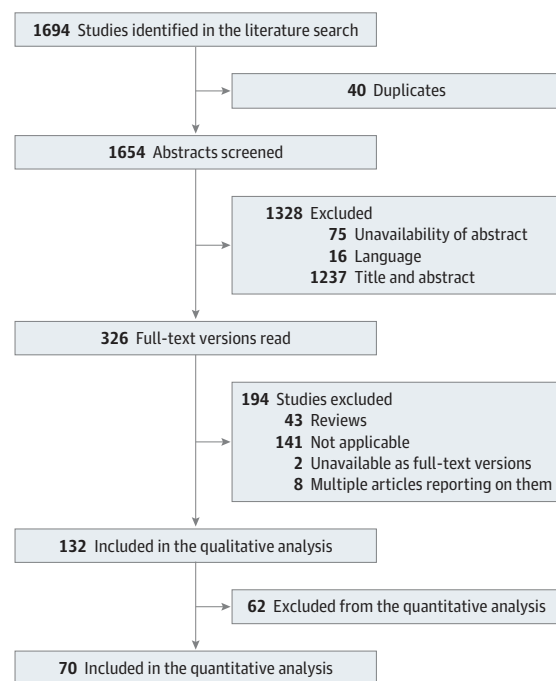 1694 Studies identified in the literature search
40 Duplicates
1654 Abstracts screened
1328 Excluded
75 Unavailability of abstract
16 Language
1237 Title and abstract
326 Full-text versions read
194 Studies excluded
43 Reviews
141 Not applicable
2 Unavailable as full-text versions
8 Multiple articles reporting on them
132 Included in the qualitative analysis
62 Excluded from the quantitative analysis
70 Included in the quantitative analysis